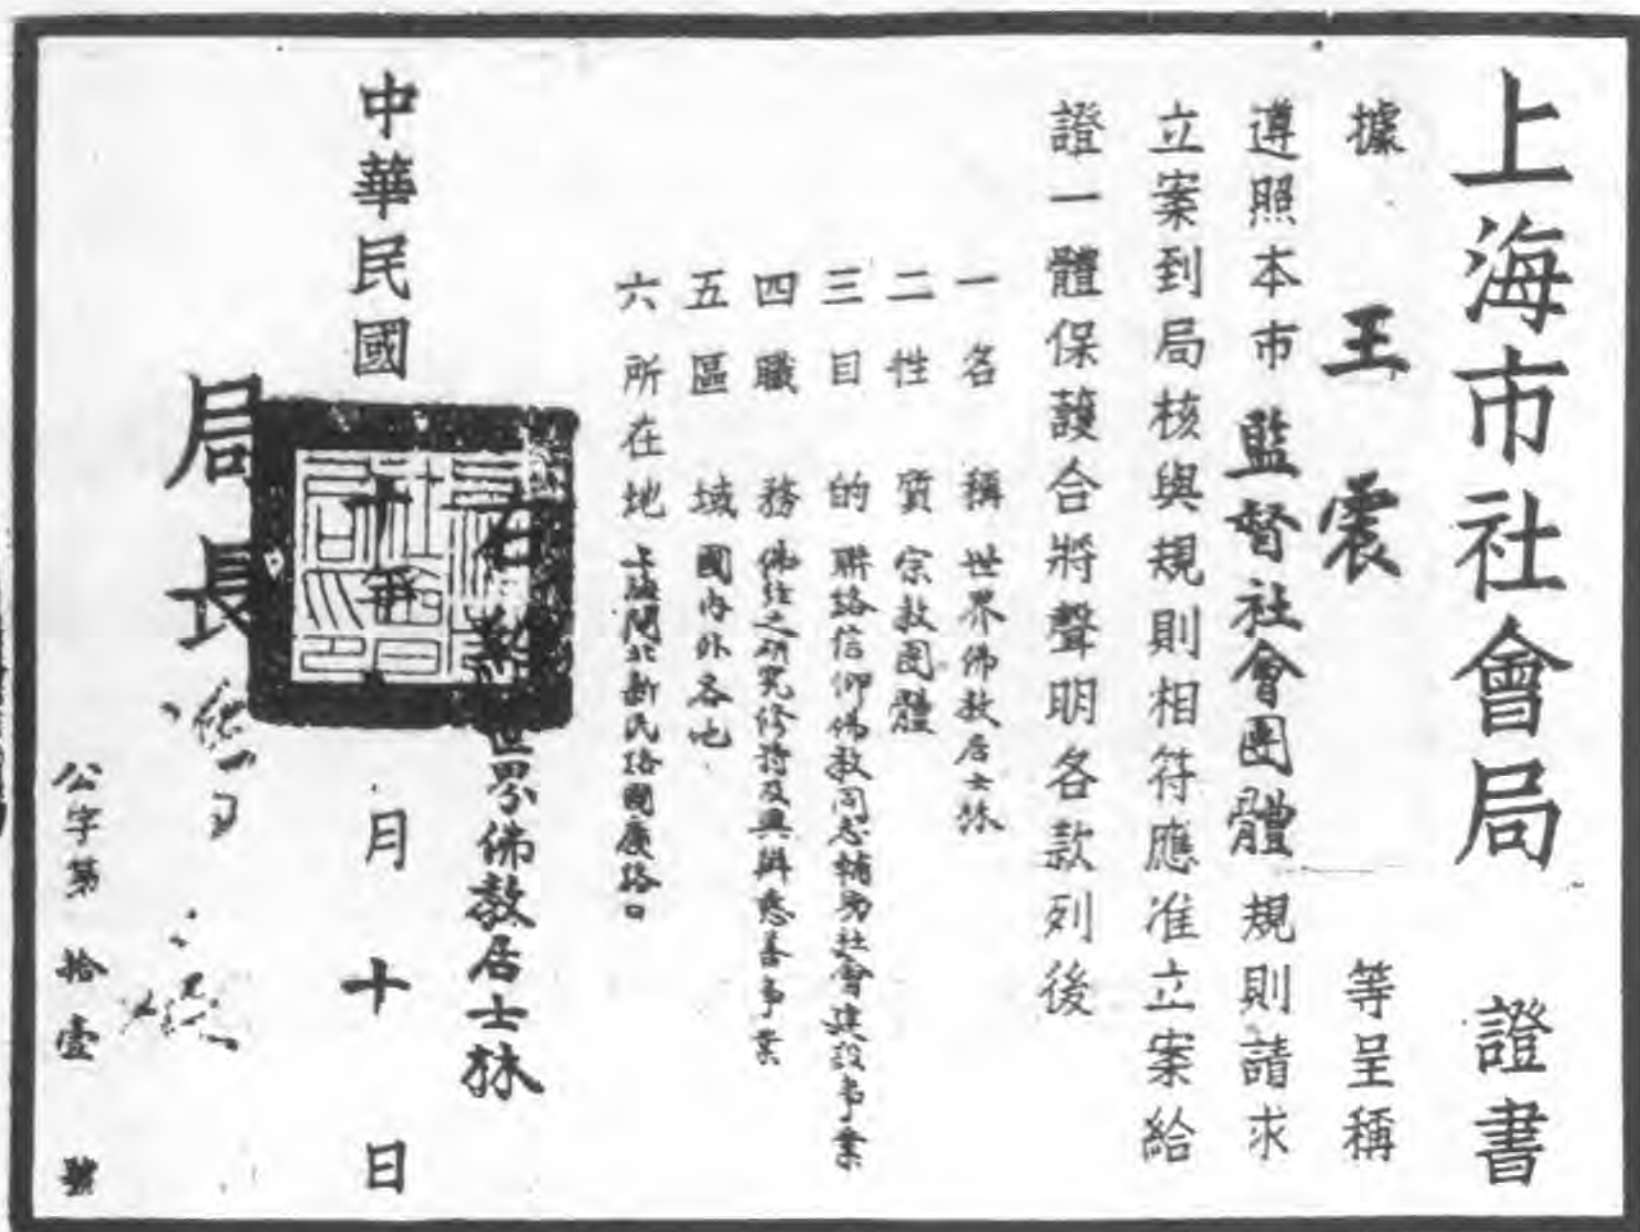 上海市社會局 證書
據 王震 等呈稱
遵照本市監督社會團體規則請求
立案到局核與規則相符應准立案給
證一體保護合將聲明各款列後
一名稱 世界佛教居士林
二性質 宗教團體
三目的 聯絡信仰佛教同志輔助社會建設事業
四職務 佛經之研究修持及興辦慈善事業
五區域 國內外各地
六所在地 上海閘北新民路國慶路口
右 世界佛教居士林
中華民國 十 月十日
局長
公字第拾壹號